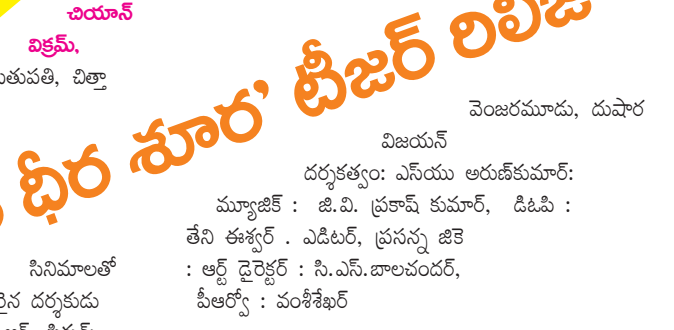 చియాన్
విక్రమ్,
చిత్తా
ధీర శూర' టీజర్ రిలీజ్
వెంజరమూడు, దుషార
విజయన్
దర్శకత్వం: ఎస్‌యు అరుణ్‌కుమార్:
మ్యూజిక్ : జి.వి. ప్రకాష్ కుమార్, డిఓపి :
తేని ఈశ్వర్ . ఎడిటర్, ప్రసన్న జికె
: ఆర్ట్ డైరెక్టర్ : సి.ఎస్.బాలచందర్,
పీఆర్వో : వంశీశేఖర్
సినిమాలతో
దర్శకుడు